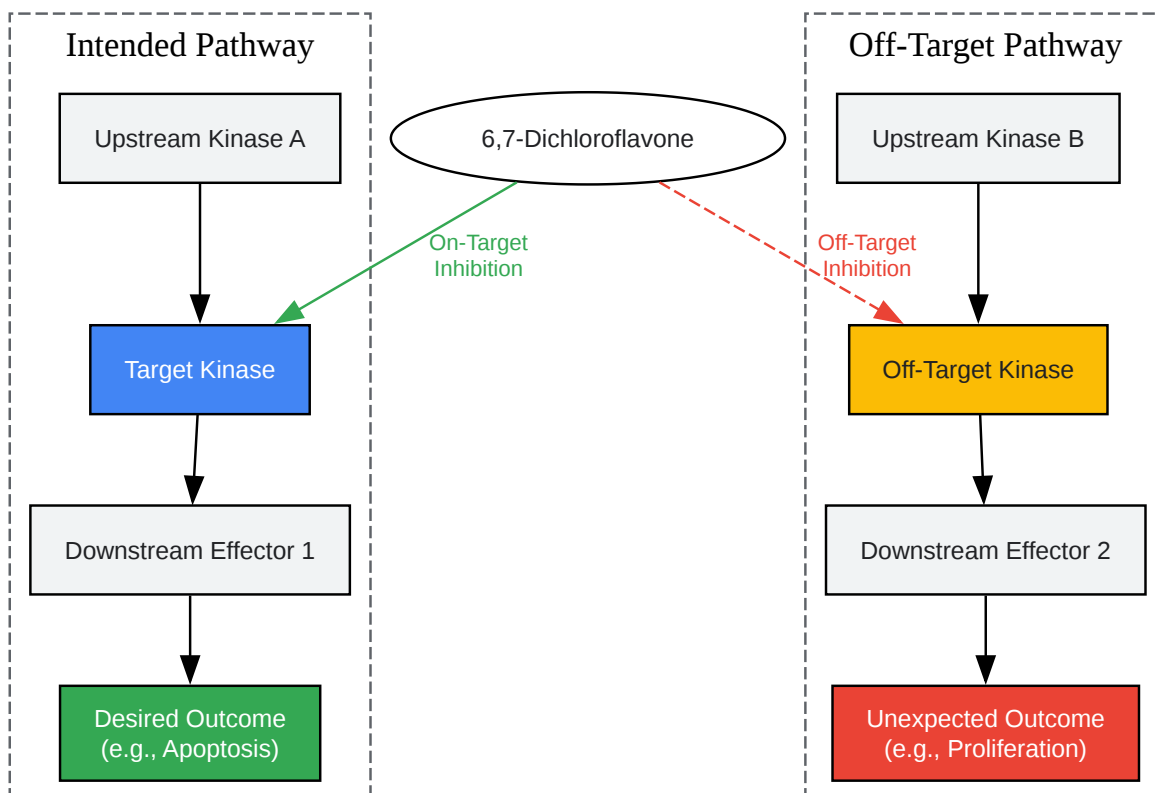 Intended Pathway
Off-Target Pathway
Upstream Kinase A
6,7-Dichloroflavone
Upstream Kinase B
On-Target
Inhibition
Off-Target
Inhibition
Target Kinase
Off-Target Kinase
Downstream Effector 1
Downstream Effector 2
Desired Outcome
(e.g., Apoptosis)
Unexpected Outcome
(e.g., Proliferation)